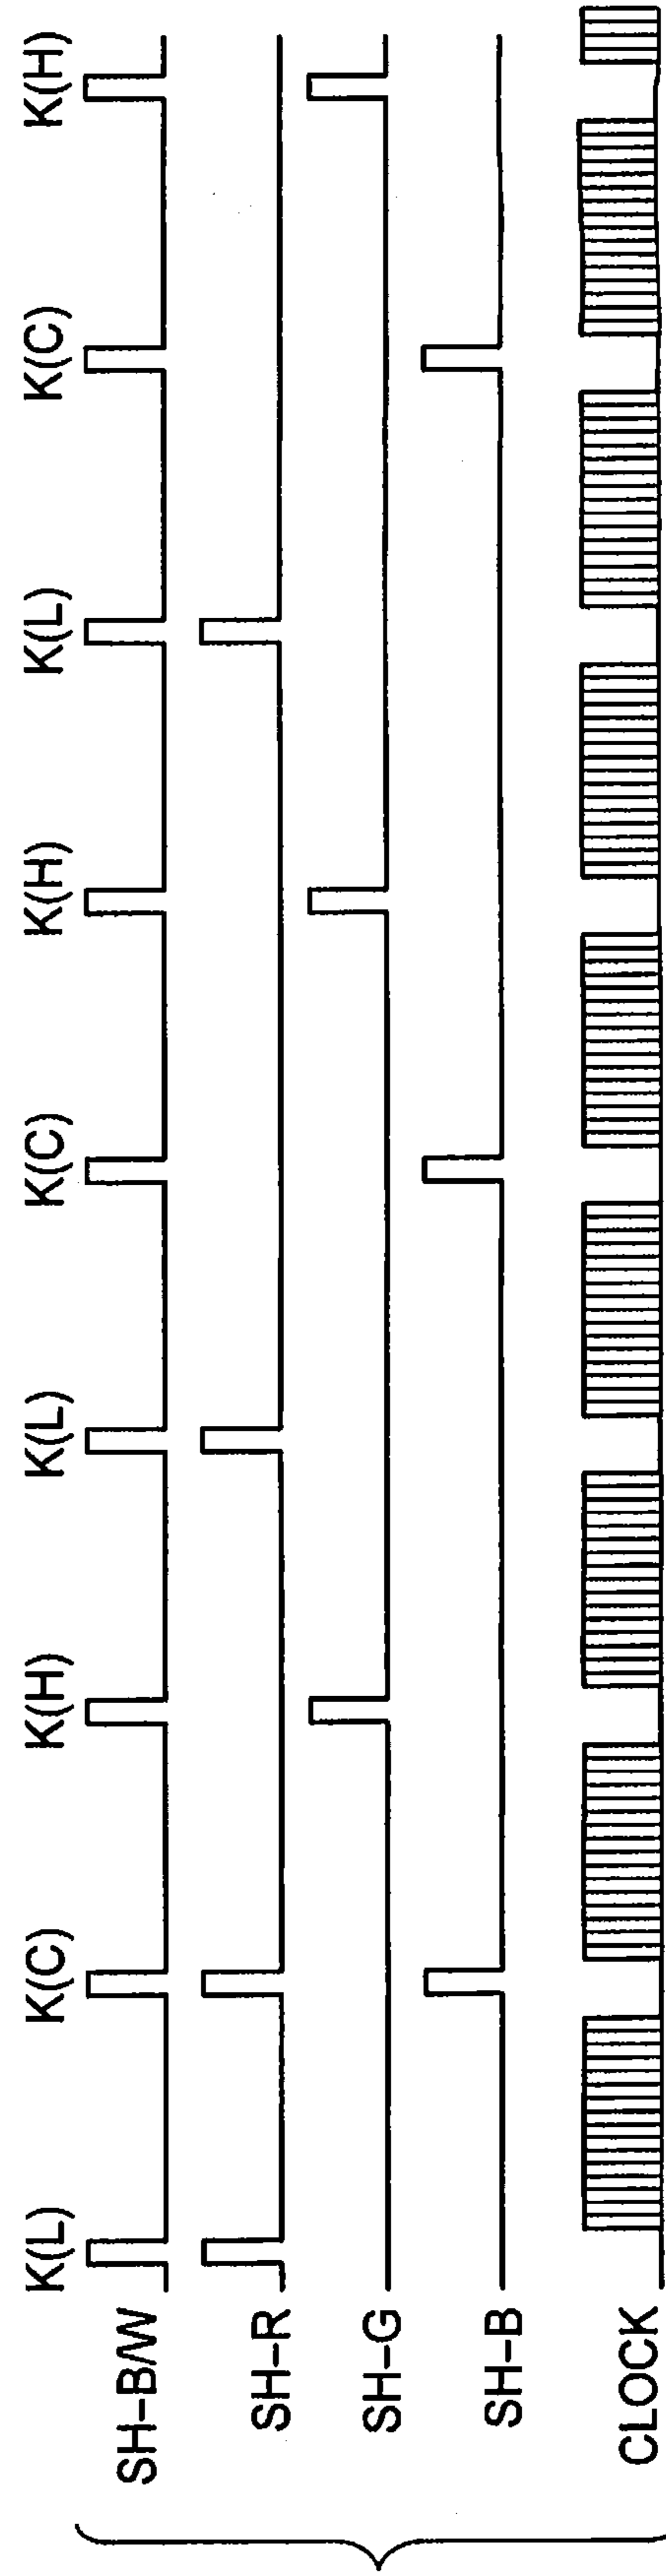 K(L) K(C) K(H) K(L) K(C) K(H) K(L) K(C) K(H)
SH-B/W
SH-R
SH-G
SH-B
CLOCK